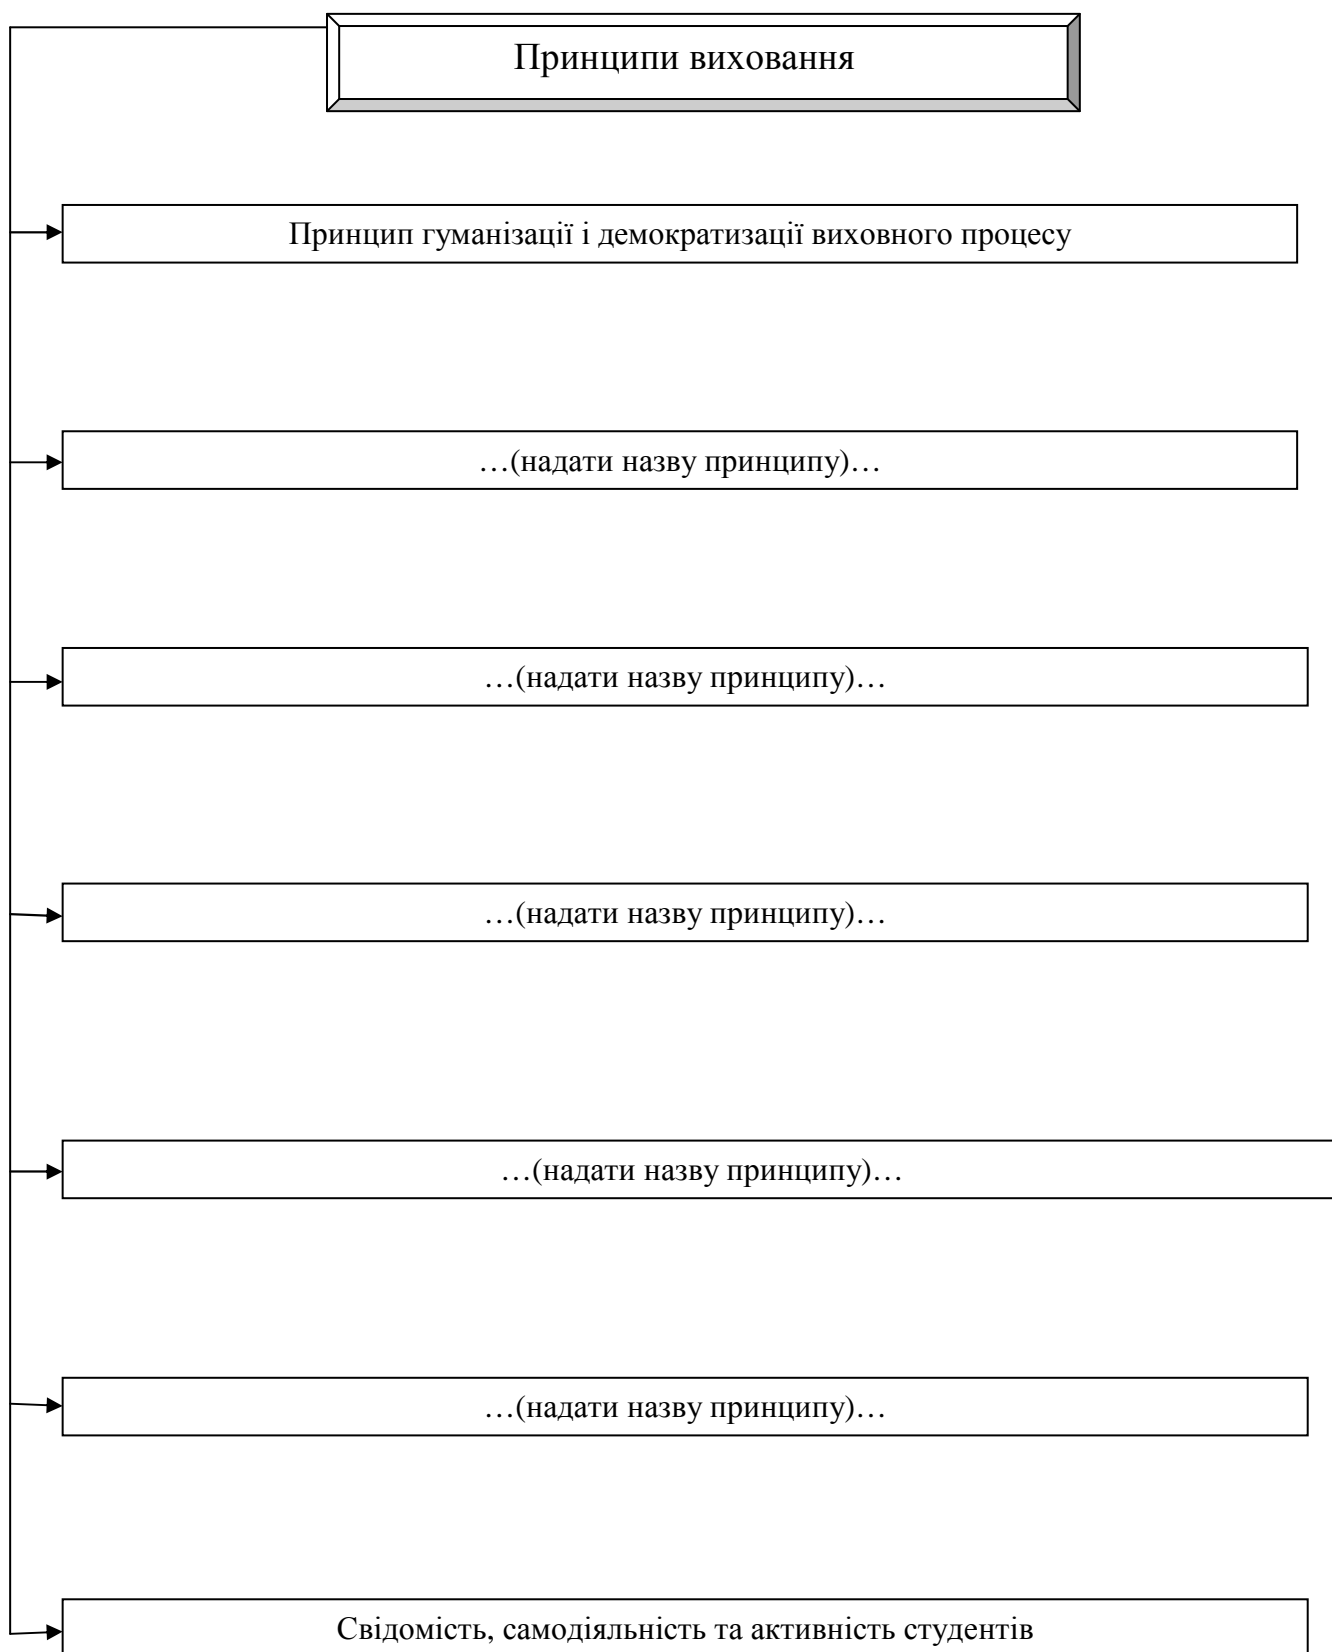 Принципи виховання
Принцип гуманізації і демократизації виховного процесу
…(надати назву принципу)…
…(надати назву принципу)…
…(надати назву принципу)…
…(надати назву принципу)…
…(надати назву принципу)…
Свідомість, самодіяльність та активність студентів